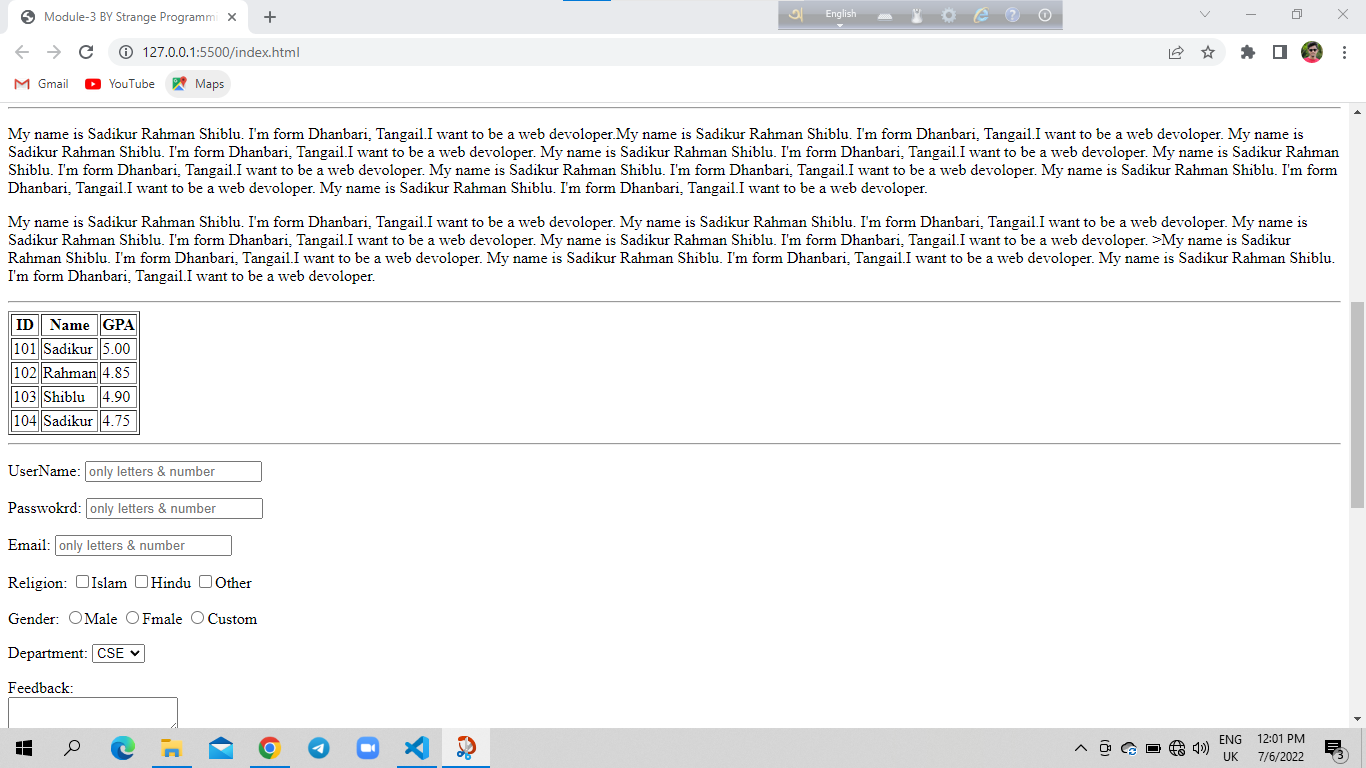 Module-3 BY Strange Programm
English
127.0.0.1:5500/index.html
Gmail YouTube Maps
My name is Sadikur Rahman Shiblu. I'm form Dhanbari, Tangail.I want to be a web devoloper.My name is Sadikur Rahman Shiblu. I'm form Dhanbari, Tangail.I want to be a web devoloper. My name is
Sadikur Rahman Shiblu. I'm form Dhanbari, Tangail.I want to be a web devoloper. My name is Sadikur Rahman Shiblu. I'm form Dhanbari, Tangail.I want to be a web devoloper. My name is Sadikur Rahman
Shiblu. I'm form Dhanbari, Tangail.I want to be a web devoloper. My name is Sadikur Rahman Shiblu. I'm form Dhanbari, Tangail.I want to be a web devoloper. My name is Sadikur Rahman Shiblu. I'm form
Dhanbari, Tangail.I want to be a web devoloper. My name is Sadikur Rahman Shiblu. I'm form Dhanbari, Tangail.I want to be a web devoloper.
My name is Sadikur Rahman Shiblu. I'm form Dhanbari, Tangail.I want to be a web devoloper. My name is Sadikur Rahman Shiblu. I'm form Dhanbari, Tangail.I want to be a web devoloper. My name is
Sadikur Rahman Shiblu. I'm form Dhanbari, Tangail.I want to be a web devoloper. My name is Sadikur Rahman Shiblu. I'm form Dhanbari, Tangail.I want to be a web devoloper. >My name is Sadikur
Rahman Shiblu. I'm form Dhanbari, Tangail.I want to be a web devoloper. My name is Sadikur Rahman Shiblu. I'm form Dhanbari, Tangail.I want to be a web devoloper. My name is Sadikur Rahman Shiblu.
I'm form Dhanbari, Tangail.I want to be a web devoloper.
ID Name GPA
101 Sadikur 5.00
102 Rahman 4.85
103 Shiblu 4.90
104 Sadikur 4.75
UserName: only letters & number
Passwokrd: only letters & number
Email: only letters & number
Religion: Islam Hindu Other
Gender: Male Fmale Custom
Department: CSE
Feedback:
ENG 12:01 PM
UK 7/6/2022 3